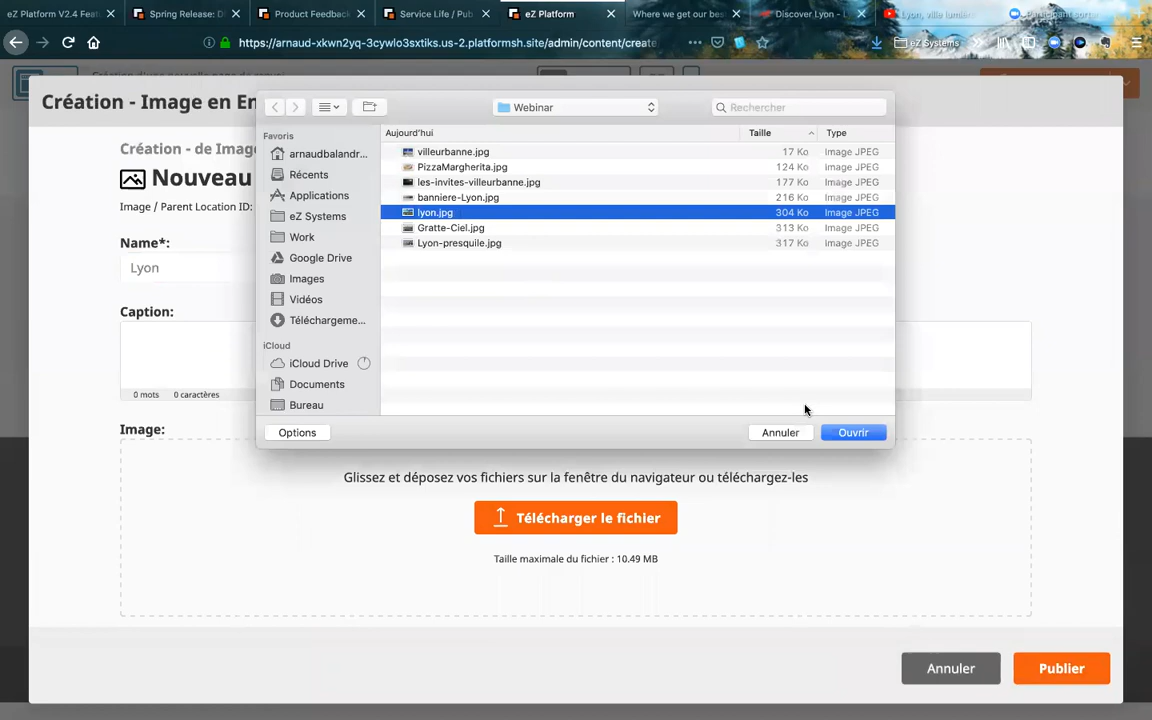 eZ Platform V2.4 Feat
Spring Release: D
Product Feedback
Service Life / Pub
eZ Platform
Where we get our bes
Discover Lyon -
Lyon, ville lumiè
https://arnaud-xkwn2yq-3cywlo3sxtiks.us-2.platformsh.site/admin/content/create
eZ Systems
Création - Image en En
Webinar
Rechercher
Favoris
Aujourd'hui
Taille
Type
arnaudbalandr...
Récents
Applications
eZ Systems
Work
Google Drive
Images
Vidéos
Téléchargeme...
iCloud
iCloud Drive
Documents
Bureau
villeurbanne.jpg 17 Ko Image JPEG
PizzaMargherita.jpg 124 Ko Image JPEG
les-invites-villeurbanne.jpg 177 Ko Image JPEG
banniere-Lyon.jpg 216 Ko Image JPEG
lyon.jpg 304 Ko Image JPEG
Gratte-Ciel.jpg 313 Ko Image JPEG
Lyon-presquile.jpg 317 Ko Image JPEG
Options
Annuler
Ouvrir
Création - de Imag
Nouveau
Image / Parent Location ID:
Name*:
Lyon
Caption:
0 mots 0 caractères
Image:
Glissez et déposez vos fichiers sur la fenêtre du navigateur ou téléchargez-les
Télécharger le fichier
Taille maximale du fichier : 10.49 MB
Annuler
Publier